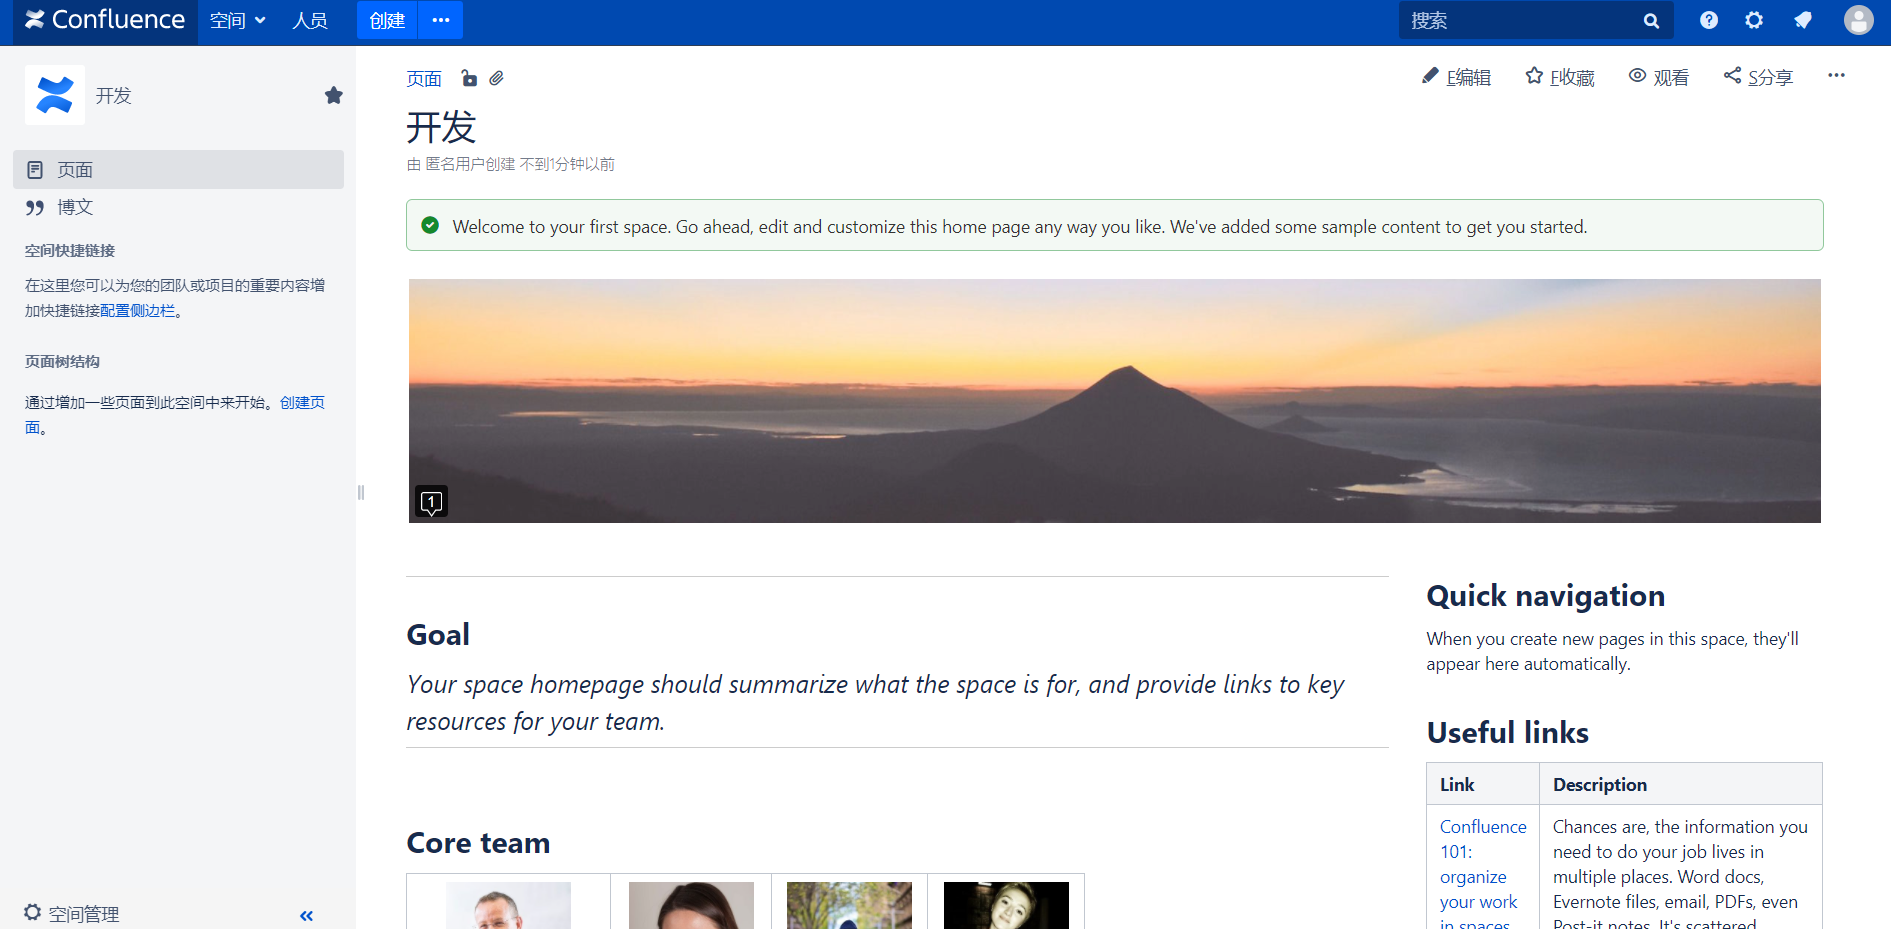 Confluence 空间 人员 创建 ··· 搜索
开发
页面
博文
空间快捷链接
在这里您可以为您的团队或项目的重要内容增
加快捷链接配置侧边栏。
页面树结构
通过增加一些页面到此空间中来开始。创建页
面。
空间管理
页面
E编辑 F收藏 观看 S分享 ···
开发
由 匿名用户创建 不到1分钟以前
Welcome to your first space. Go ahead, edit and customize this home page any way you like. We've added some sample content to get you started.
1
Goal
Your space homepage should summarize what the space is for, and provide links to key
resources for your team.
Core team
Quick navigation
When you create new pages in this space, they'll
appear here automatically.
Useful links
Link Description
Confluence
101:
organize
your work
in spaces
Chances are, the information you
need to do your job lives in
multiple places. Word docs,
Evernote files, email, PDFs, even
Post-it notes. It's scattered